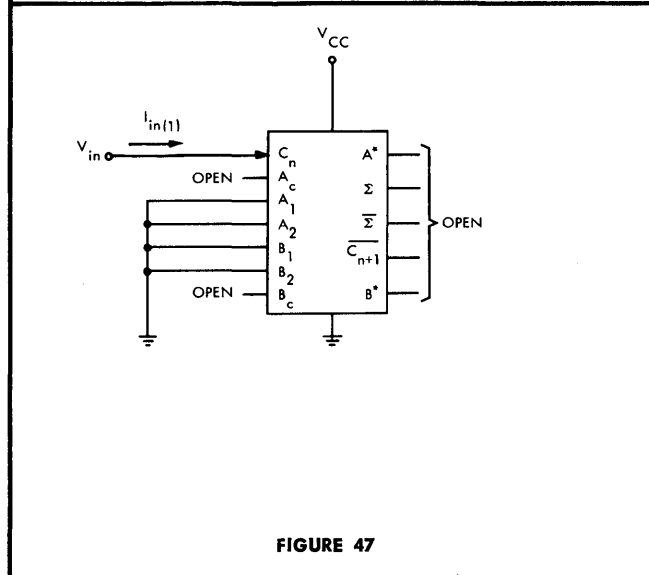 V_CC
I_in(1)
V_in
C_n
A*
OPEN
A_c
Σ
A_1
A_2
Σ̅
OPEN
B_1
C̅_n+1̅
B_2
OPEN
B_c
B*
FIGURE 47